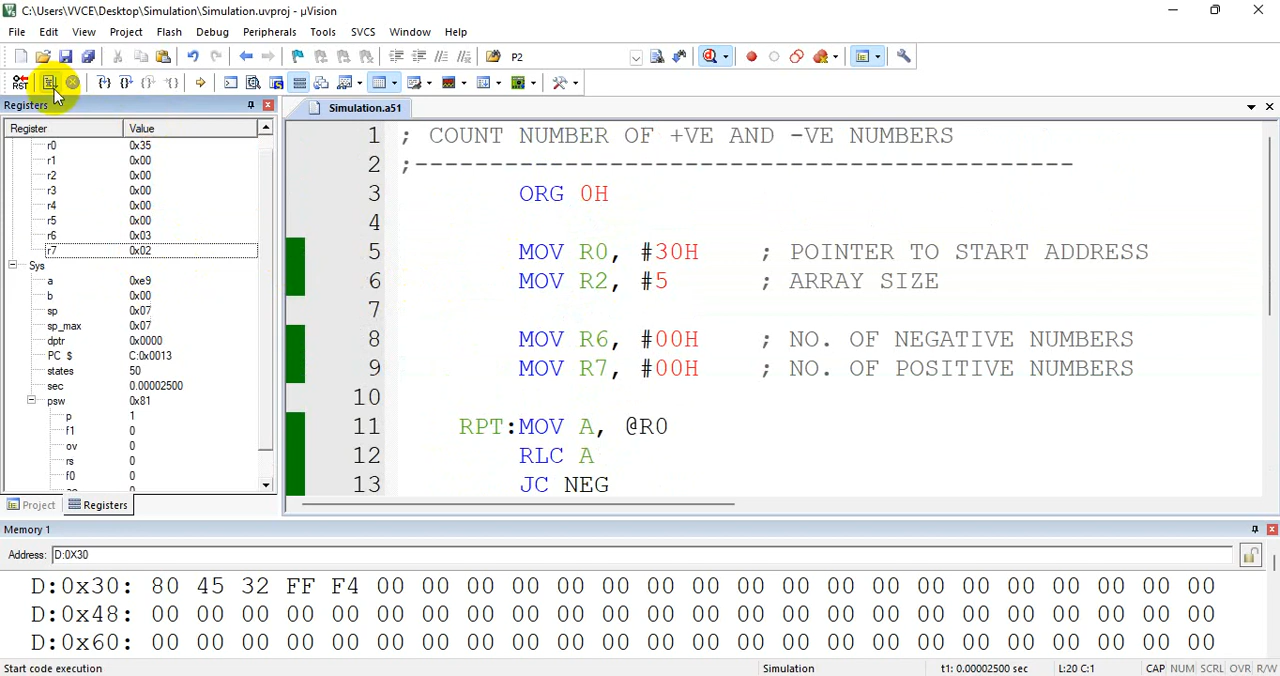 C:\Users\VVCE\Desktop\Simulation\Simulation.uvproj - µVision
File Edit View Project Flash Debug Peripherals Tools SVCS Window Help
P2
RST
Registers
Simulation.a51
Register Value
r0 0x35
r1 0x00
r2 0x00
r3 0x00
r4 0x00
r5 0x00
r6 0x03
r7 0x02
Sys
a 0xe9
b 0x00
sp 0x07
sp_max 0x07
dptr 0x0000
PC $ C:0x0013
states 50
sec 0.00002500
psw 0x81
p 1
f1 0
ov 0
rs 0
f0 0
1 ; COUNT NUMBER OF +VE AND -VE NUMBERS
2 ;--------------------------------------------
3 ORG 0H
4
5 MOV R0, #30H ; POINTER TO START ADDRESS
6 MOV R2, #5 ; ARRAY SIZE
7
8 MOV R6, #00H ; NO. OF NEGATIVE NUMBERS
9 MOV R7, #00H ; NO. OF POSITIVE NUMBERS
10
11 RPT:MOV A, @R0
12 RLC A
13 JC NEG
Project Registers
Memory 1
Address: D:0X30
D:0x30: 80 45 32 FF F4 00 00 00 00 00 00 00 00 00 00 00 00 00 00 00 00 00 00 00
D:0x48: 00 00 00 00 00 00 00 00 00 00 00 00 00 00 00 00 00 00 00 00 00 00 00 00
D:0x60: 00 00 00 00 00 00 00 00 00 00 00 00 00 00 00 00 00 00 00 00 00 00 00 00
Start code execution Simulation t1: 0.00002500 sec L:20 C:1 CAP NUM SCRL OVR R/W